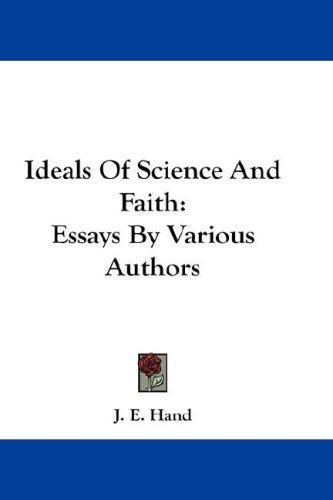 Ideals Of Science And
Faith:
Essays By Various
Authors
J. E. Hand